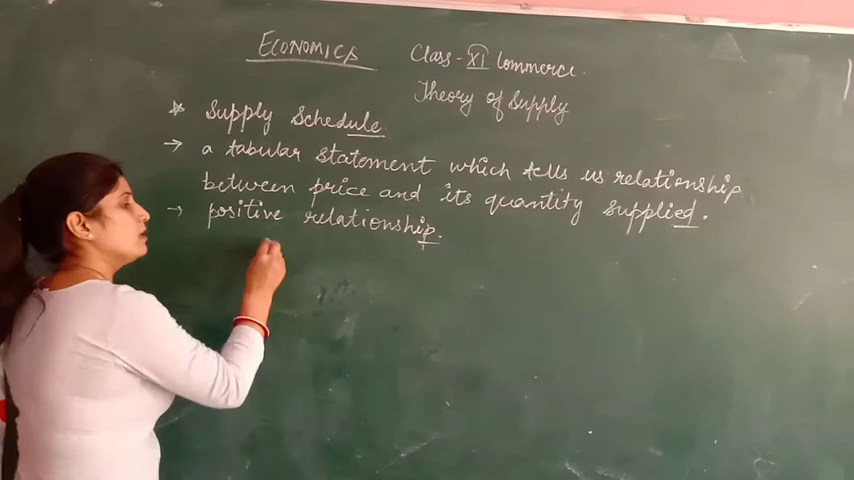 Economics Class - XI Commerce.
Theory of Supply
* Supply Schedule
→ a tabular statement which tells us relationship
between price and its quantity supplied.
→ positive relationship.